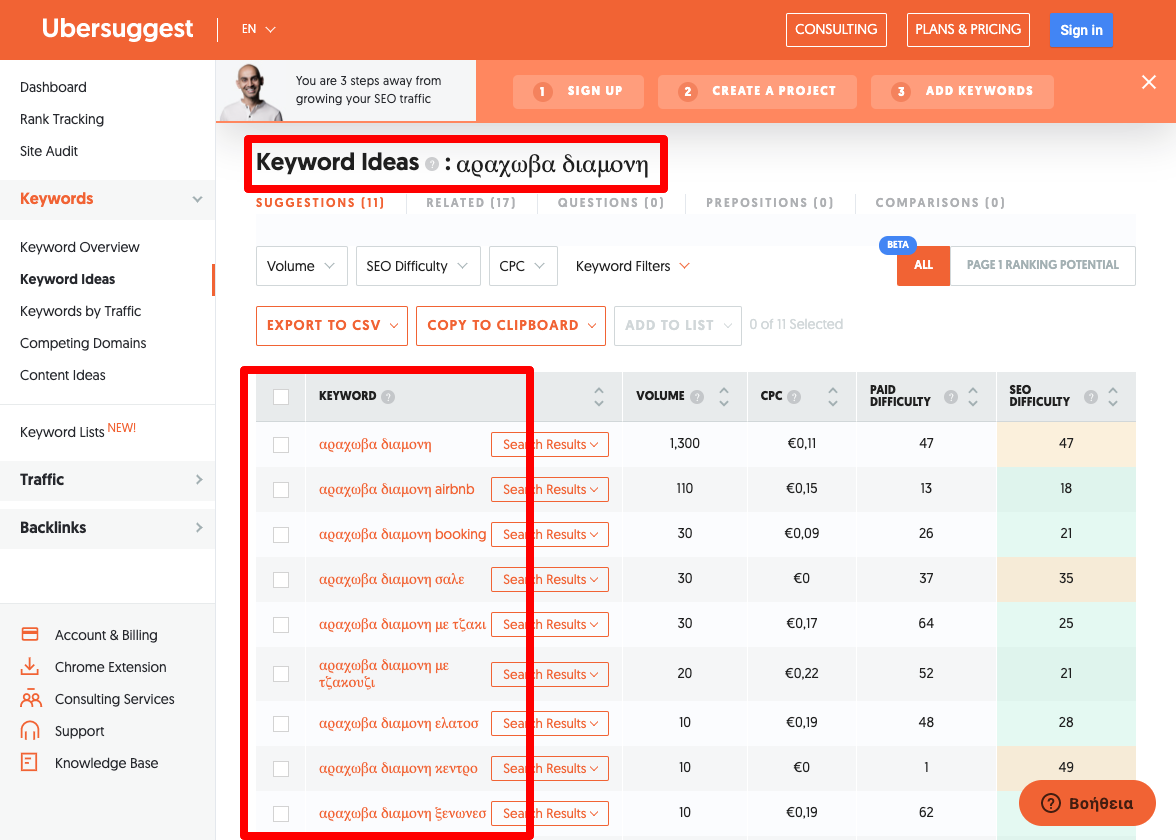 Ubersuggest
EN
CONSULTING
PLANS & PRICING
Sign in
You are 3 steps away from
growing your SEO traffic
1 SIGN UP
2 CREATE A PROJECT
3 ADD KEYWORDS
Dashboard
Rank Tracking
Site Audit
Keywords
Keyword Overview
Keyword Ideas
Keywords by Traffic
Competing Domains
Content Ideas
Keyword Lists NEW!
Traffic
Backlinks
Account & Billing
Chrome Extension
Consulting Services
Support
Knowledge Base
Keyword Ideas ? : αραχωβα διαμονη
SUGGESTIONS (11) RELATED (17) QUESTIONS (0) PREPOSITIONS (0) COMPARISONS (0)
Volume SEO Difficulty CPC Keyword Filters
BETA
ALL PAGE 1 RANKING POTENTIAL
EXPORT TO CSV COPY TO CLIPBOARD ADD TO LIST 0 of 11 Selected
KEYWORD ? VOLUME ? CPC ? PAID DIFFICULTY ? SEO DIFFICULTY ?
αραχωβα διαμονη Search Results 1,300 €0,11 47 47
αραχωβα διαμονη airbnb Search Results 110 €0,15 13 18
αραχωβα διαμονη booking Search Results 30 €0,09 26 21
αραχωβα διαμονη σαλε Search Results 30 €0 37 35
αραχωβα διαμονη με τζακι Search Results 30 €0,17 64 25
αραχωβα διαμονη με
τζακουζι Search Results 20 €0,22 52 21
αραχωβα διαμονη ελατοσ Search Results 10 €0,19 48 28
αραχωβα διαμονη κεντρο Search Results 10 €0 1 49
αραχωβα διαμονη ξενωνεσ Search Results 10 €0,19 62
? Βοήθεια